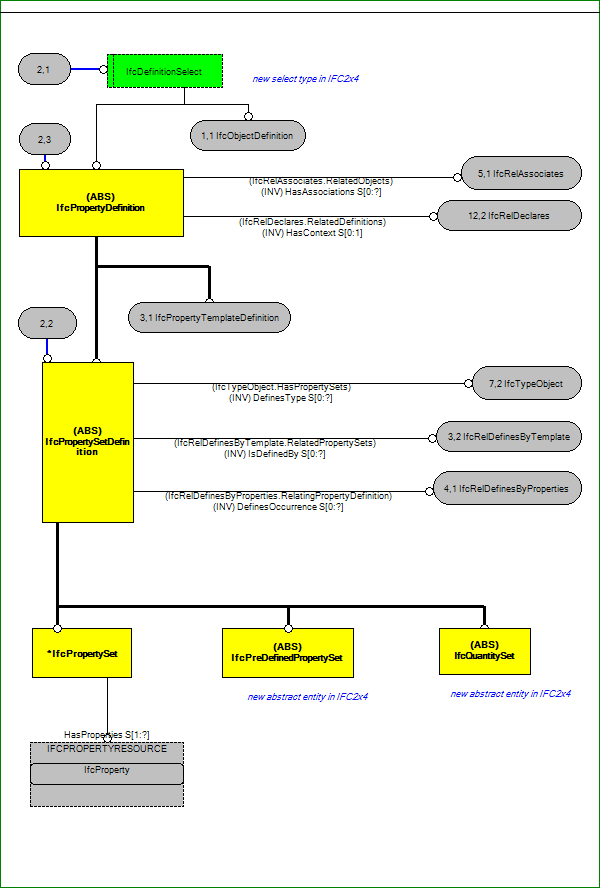 2,1
IfcDefinitionSelect
new select type in IFC2x4
2,3
1,1 IfcObjectDefinition
(ABS)
IfcPropertyDefinition
(IfcRelAssociates.RelatedObjects)
(INV) HasAssociations S[0:?]
5,1 IfcRelAssociates
(IfcRelDeclares.RelatedDefinitions)
(INV) HasContext S[0:1]
12,2 IfcRelDeclares
3,1 IfcPropertyTemplateDefinition
2,2
(ABS)
IfcPropertySetDefin
ition
(IfcTypeObject.HasPropertySets)
(INV) DefinesType S[0:?]
7,2 IfcTypeObject
(IfcRelDefinesByTemplate.RelatedPropertySets)
(INV) IsDefinedBy S[0:?]
3,2 IfcRelDefinesByTemplate
(IfcRelDefinesByProperties.RelatingPropertyDefinition)
(INV) DefinesOccurrence S[0:?]
4,1 IfcRelDefinesByProperties
*IfcPropertySet
(ABS)
IfcPreDefinedPropertySet
(ABS)
IfcQuantitySet
new abstract entity in IFC2x4
new abstract entity in IFC2x4
HasProperties S[1:?]
IFCPROPERTYRESOURCE
IfcProperty